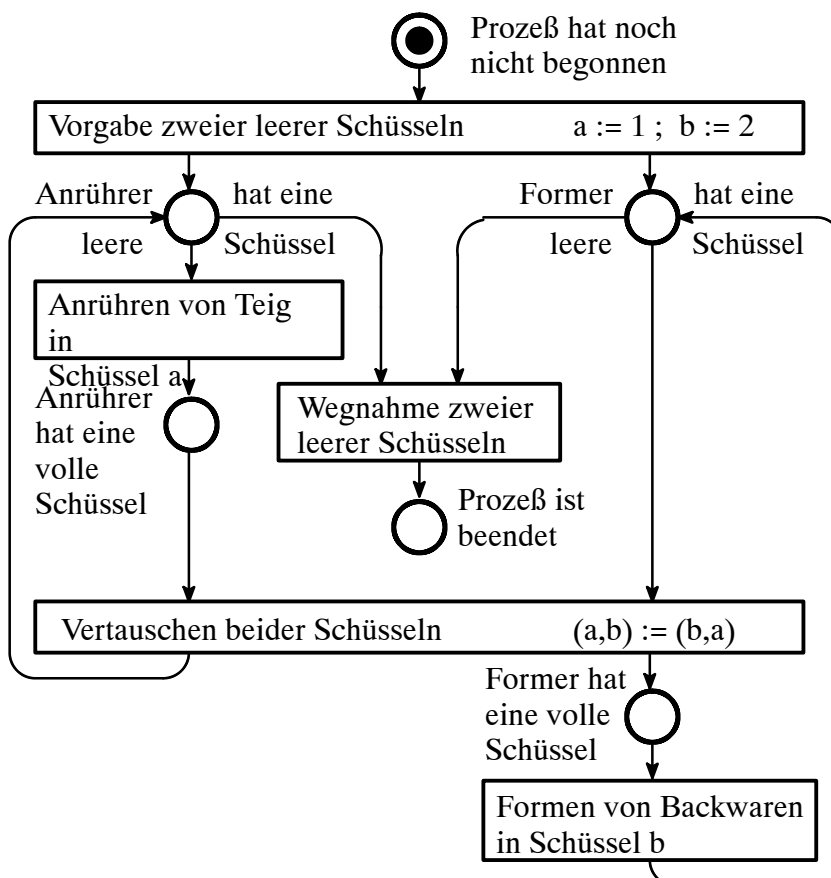 Prozeß hat noch
nicht begonnen
Vorgabe zweier leerer Schüsseln a := 1 ; b := 2
Anrührer hat eine
leere Schüssel
Former hat eine
leere Schüssel
Anrühren von Teig
in
Schüssel a
Anrührer
hat eine
volle
Schüssel
Wegnahme zweier
leerer Schüsseln
Prozeß ist
beendet
Vertauschen beider Schüsseln (a,b) := (b,a)
Former hat
eine volle
Schüssel
Formen von Backwaren
in Schüssel b